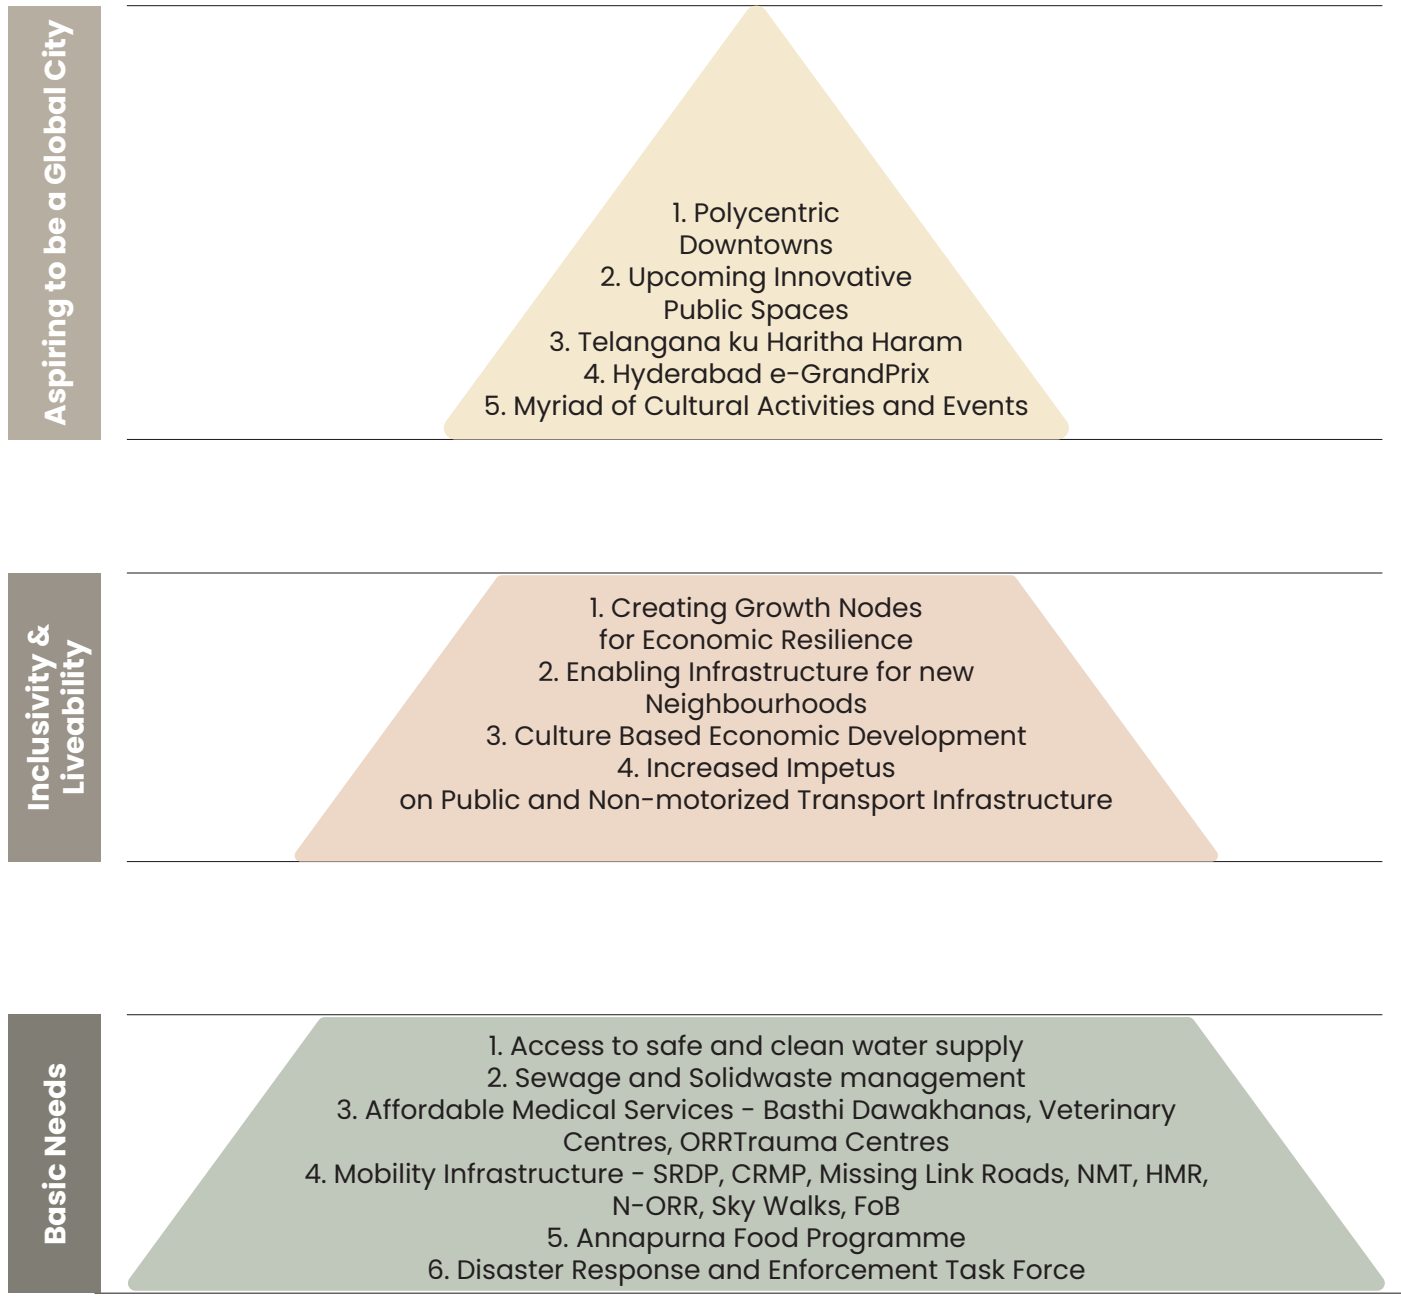 Aspiring to be a Global City
1. Polycentric
Downtowns
2. Upcoming Innovative
Public Spaces
3. Telangana ku Haritha Haram
4. Hyderabad e-GrandPrix
5. Myriad of Cultural Activities and Events
Inclusivity &
Liveability
1. Creating Growth Nodes
for Economic Resilience
2. Enabling Infrastructure for new
Neighbourhoods
3. Culture Based Economic Development
4. Increased Impetus
on Public and Non-motorized Transport Infrastructure
Basic Needs
1. Access to safe and clean water supply
2. Sewage and Solidwaste management
3. Affordable Medical Services - Basthi Dawakhanas, Veterinary
Centres, ORRTrauma Centres
4. Mobility Infrastructure - SRDP, CRMP, Missing Link Roads, NMT, HMR,
N-ORR, Sky Walks, FoB
5. Annapurna Food Programme
6. Disaster Response and Enforcement Task Force